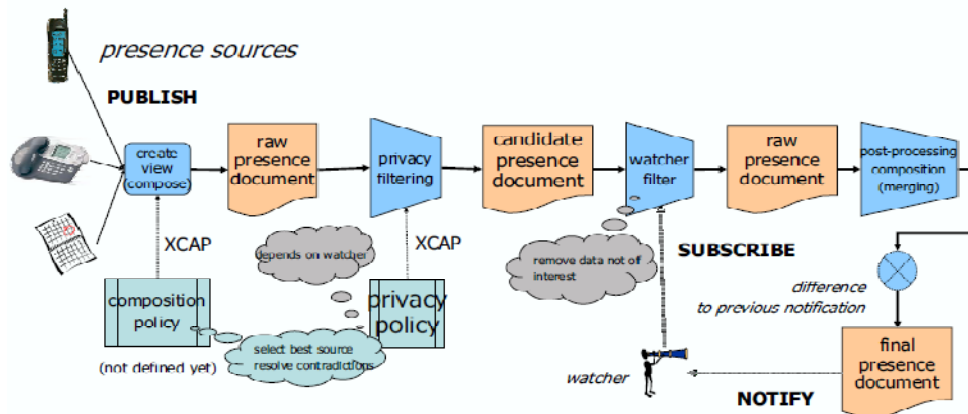 presence sources
PUBLISH
create
view
(compose)
raw
presence
document
privacy
filtering
candidate
presence
document
watcher
filter
raw
presence
document
post-processing
composition
(merging)
XCAP
depends on watcher
XCAP
remove data not of
interest
SUBSCRIBE
composition
policy
privacy
policy
difference
to previous notification
(not defined yet)
select best source
resolve contradictions
watcher
NOTIFY
final
presence
document